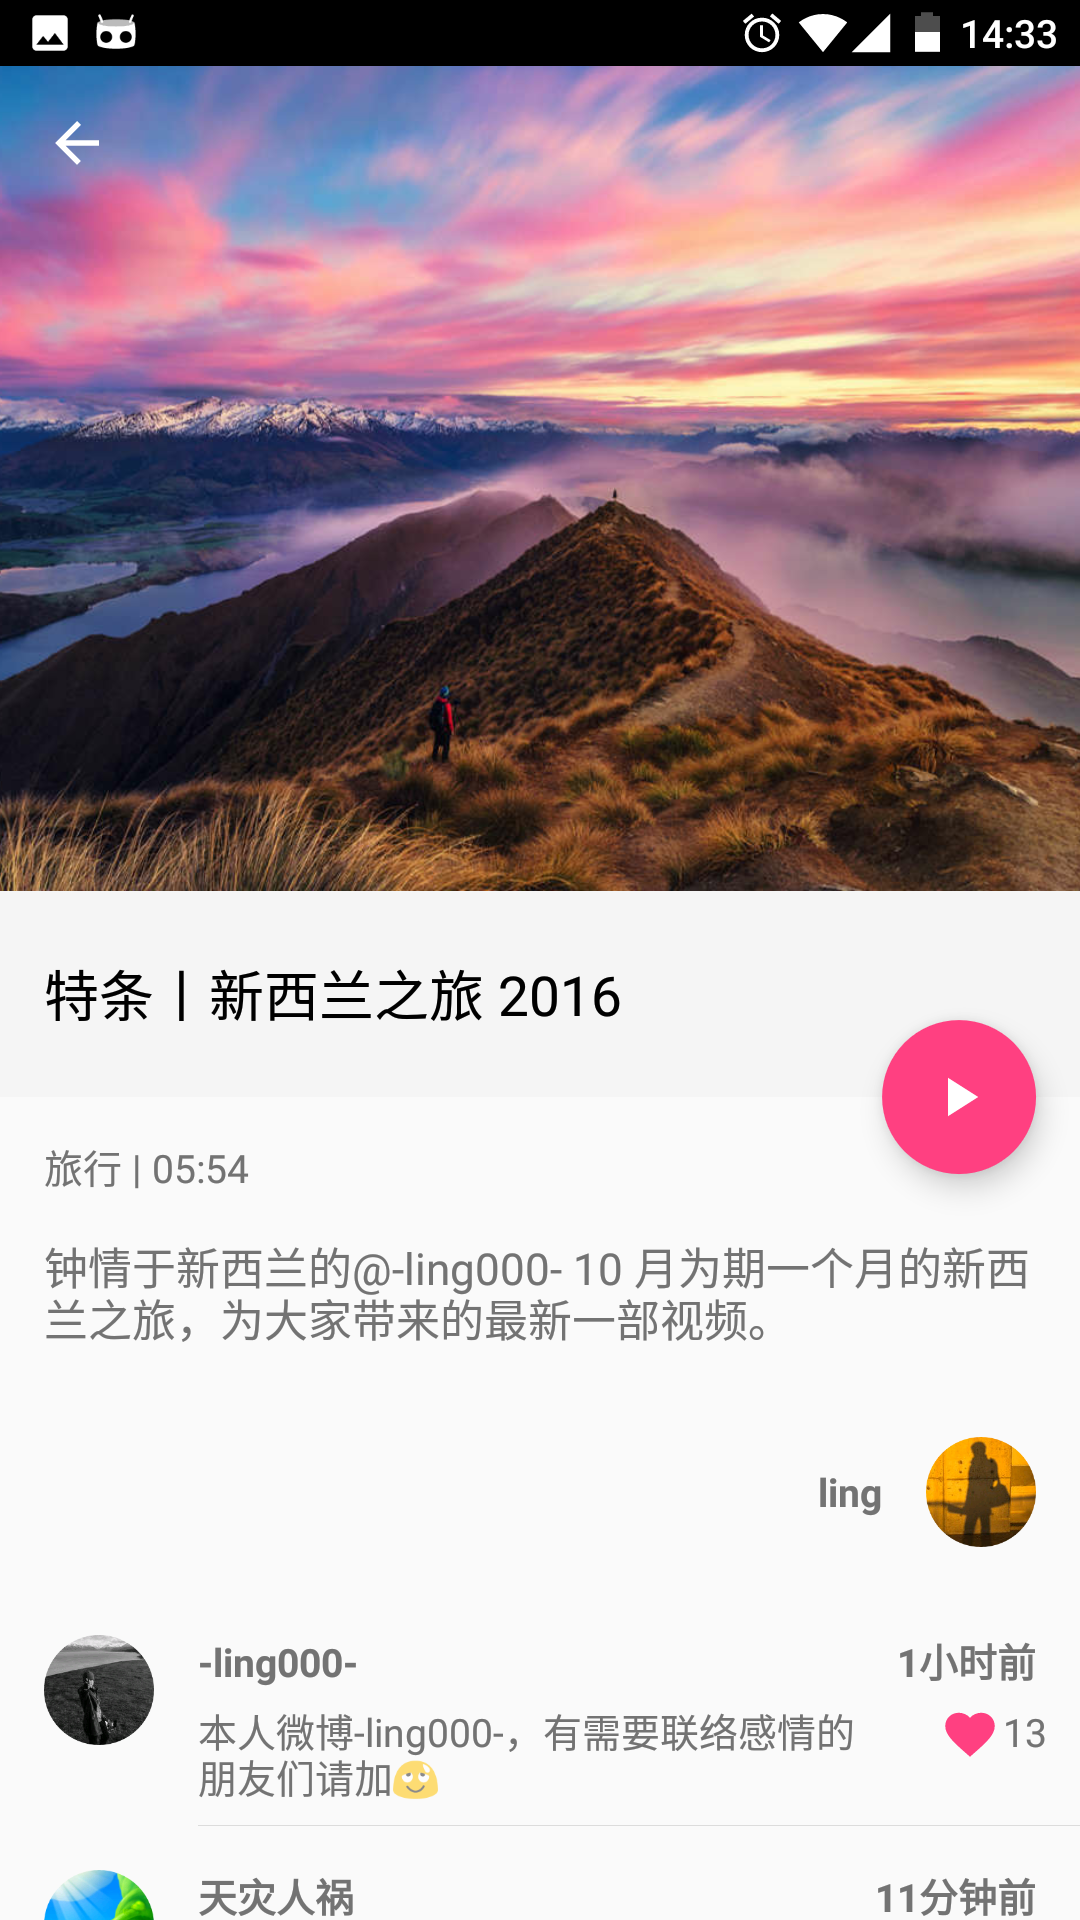 14:33
特条丨新西兰之旅 2016
旅行 | 05:54
钟情于新西兰的@-ling000- 10 月为期一个月的新西
兰之旅，为大家带来的最新一部视频。
ling
-ling000-
1小时前
本人微博-ling000-，有需要联络感情的
朋友们请加
13
天灾人祸
11分钟前